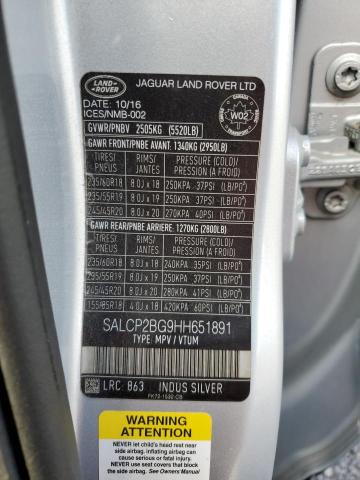 LAND-
ROVER
JAGUAR LAND ROVER LTD
DATE: 10/16
ICES/NMB-002
CANADA
W02
GVWR/PNBV 2505KG (5520LB)
GAWR FRONT/PNBE AVANT: 1340KG (2950LB)
TIRES/ RIMS/ PRESSURE (COLD)/
PNEUS JANTES PRESSION (A FROID)
235/60R18 8.0J x 18 250KPA 37PSI (LB/PO²)
235/55R19 8.0J x 19 250KPA 37PSI (LB/PO²)
245/45R20 8.0J x 20 270KPA 40PSI (LB/PO²)
GAWR REAR/PNBE ARRIERE: 1270KG (2800LB)
TIRES/ RIMS/ PRESSURE (COLD)/
PNEUS JANTES PRESSION (A FROID)
235/60R18 8.0J x 18 240KPA 35PSI (LB/PO²)
235/55R19 8.0J x 19 250KPA 37PSI (LB/PO²)
245/45R20 8.0J x 20 280KPA 41PSI (LB/PO²)
155/85R18 4.0J x 18 420KPA 60PSI (LB/PO²)
SALCP2BG9HH651891
TYPE: MPV / VTUM
LRC: 863 INDUS SILVER
FK72-1532-CB
WARNING
ATTENTION
NEVER let child's head rest near
side airbag. inflating airbag can
cause serious or fatal injury.
NEVER use seat covers that
block the side airbag.